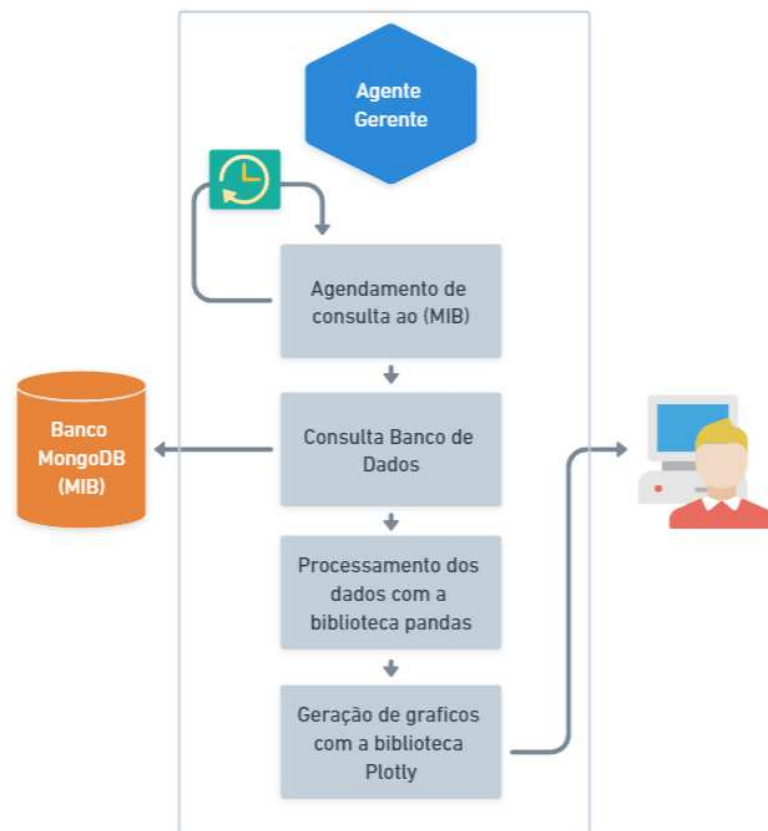 Agente
Gerente
Agendamento de
consulta ao (MIB)
Banco
MongoDB
(MIB)
Consulta Banco de
Dados
Processamento dos
dados com a
biblioteca pandas
Geração de graficos
com a biblioteca
Plotly